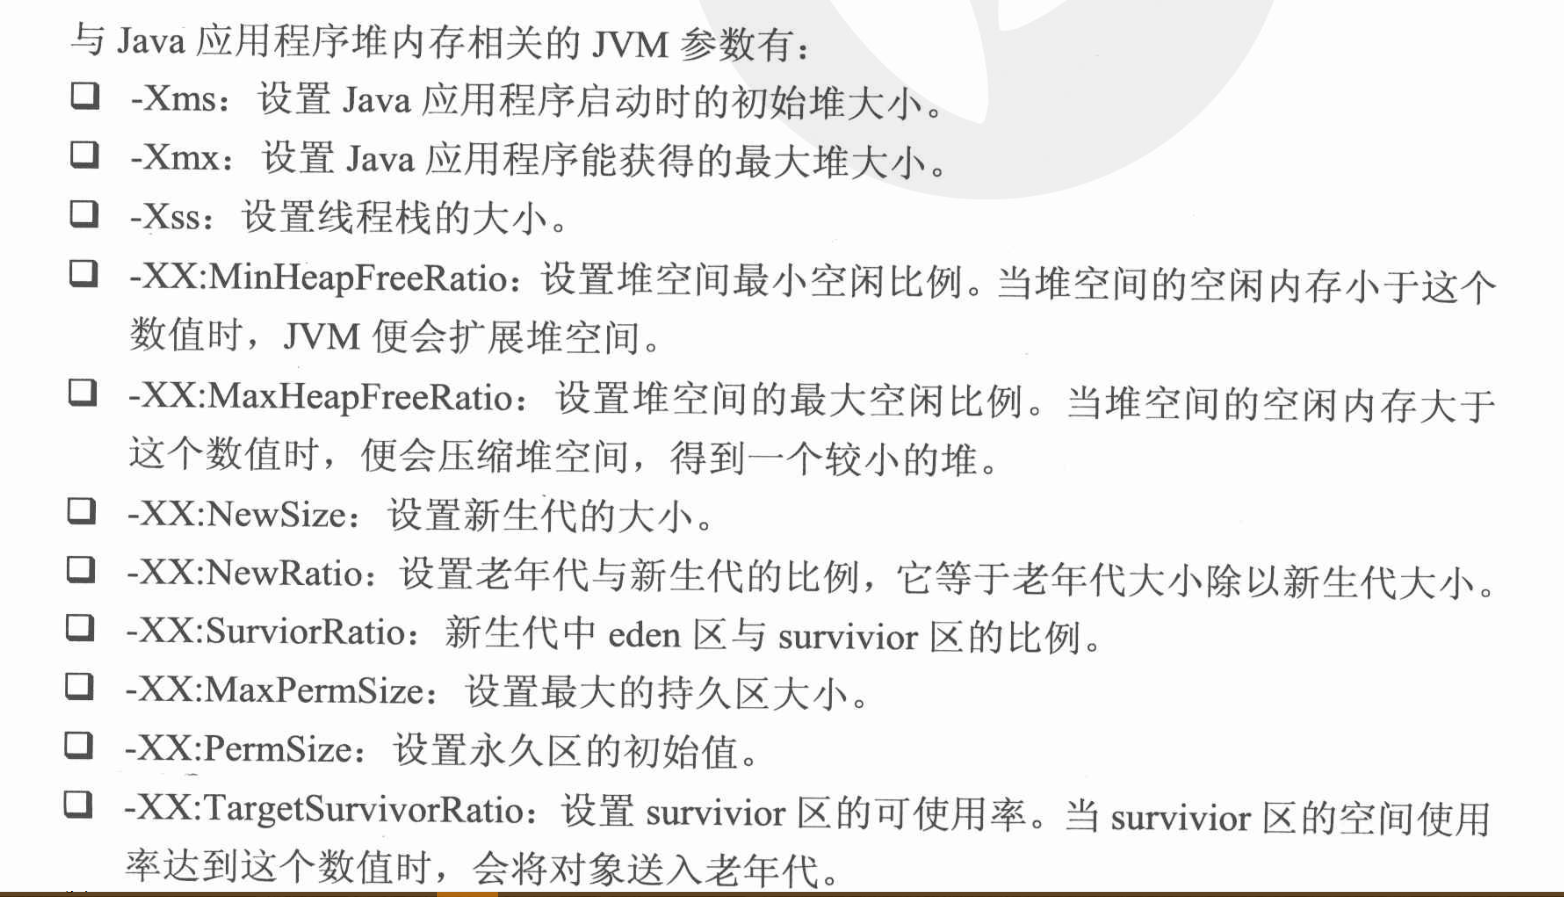 与 Java 应用程序堆内存相关的 JVM 参数有：
❑ -Xms：设置 Java 应用程序启动时的初始堆大小。
❑ -Xmx：设置 Java 应用程序能获得的最大堆大小。
❑ -Xss：设置线程栈的大小。
❑ -XX:MinHeapFreeRatio：设置堆空间最小空闲比例。当堆空间的空闲内存小于这个
数值时，JVM 便会扩展堆空间。
❑ -XX:MaxHeapFreeRatio：设置堆空间的最大空闲比例。当堆空间的空闲内存大于
这个数值时，便会压缩堆空间，得到一个较小的堆。
❑ -XX:NewSize：设置新生代的大小。
❑ -XX:NewRatio：设置老年代与新生代的比例，它等于老年代大小除以新生代大小。
❑ -XX:SurviorRatio：新生代中 eden 区与 survivior 区的比例。
❑ -XX:MaxPermSize：设置最大的持久区大小。
❑ -XX:PermSize：设置永久区的初始值。
❑ -XX:TargetSurvivorRatio：设置 survivior 区的可使用率。当 survivior 区的空间使用
率达到这个数值时，会将对象送入老年代。